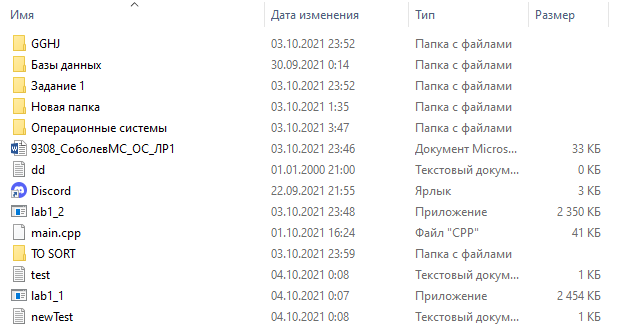 Имя Дата изменения Тип Размер
GGHJ 03.10.2021 23:52 Папка с файлами
Базы данных 30.09.2021 0:14 Папка с файлами
Задание 1 03.10.2021 23:52 Папка с файлами
Новая папка 03.10.2021 1:35 Папка с файлами
Операционные системы 03.10.2021 3:47 Папка с файлами
9308_СоболевМС_ОС_ЛР1 03.10.2021 23:46 Документ Micros... 33 КБ
dd 01.01.2000 21:00 Текстовый докум... 0 КБ
Discord 22.09.2021 21:55 Ярлык 3 КБ
lab1_2 03.10.2021 23:48 Приложение 2 350 КБ
main.cpp 01.10.2021 16:24 Файл "CPP" 41 КБ
TO SORT 03.10.2021 23:59 Папка с файлами
test 04.10.2021 0:08 Текстовый докум... 1 КБ
lab1_1 04.10.2021 0:07 Приложение 2 454 КБ
newTest 04.10.2021 0:08 Текстовый докум... 1 КБ